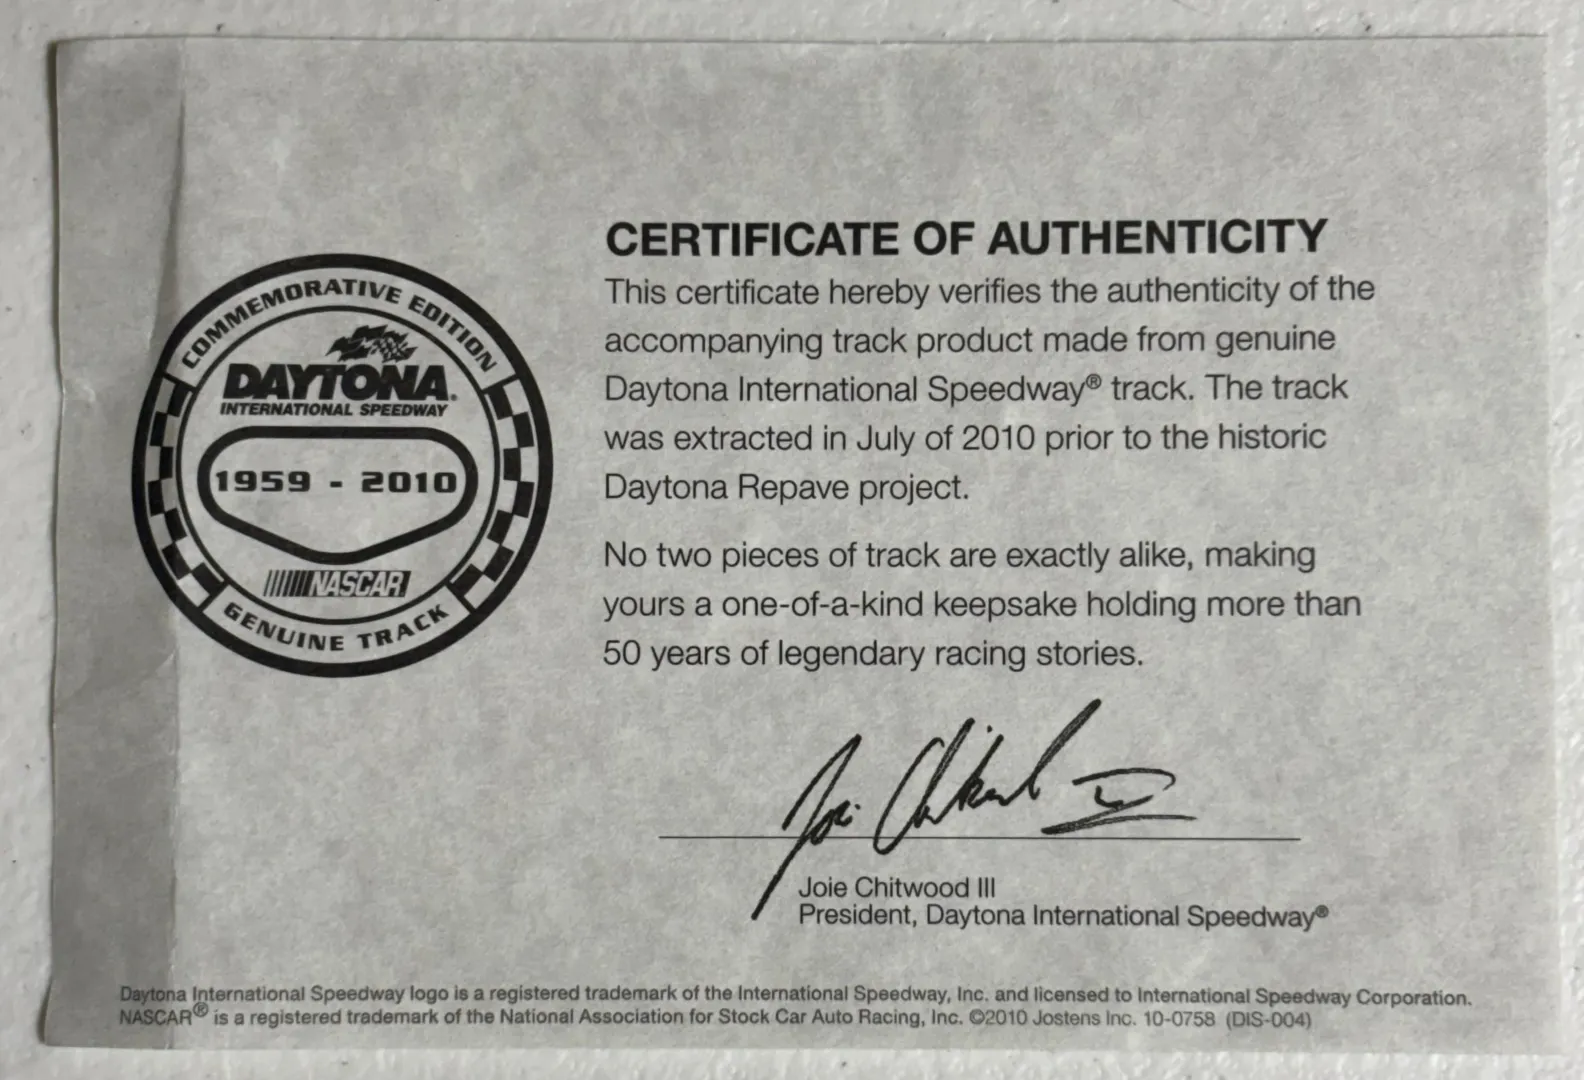 COMMEMORATIVE EDITION
DAYTONA
INTERNATIONAL SPEEDWAY
1959 - 2010
NASCAR
GENUINE TRACK
CERTIFICATE OF AUTHENTICITY
This certificate hereby verifies the authenticity of the
accompanying track product made from genuine
Daytona International Speedway® track. The track
was extracted in July of 2010 prior to the historic
Daytona Repave project.
No two pieces of track are exactly alike, making
yours a one-of-a-kind keepsake holding more than
50 years of legendary racing stories.
Joie Chitwood III
Joie Chitwood III
President, Daytona International Speedway®
Daytona International Speedway logo is a registered trademark of the International Speedway, Inc. and licensed to International Speedway Corporation.
NASCAR® is a registered trademark of the National Association for Stock Car Auto Racing, Inc. ©2010 Jostens Inc. 10-0758 (DIS-004)